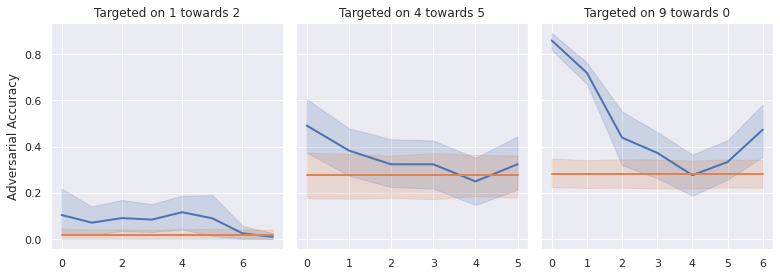 Targeted on 1 towards 2 Targeted on 4 towards 5 Targeted on 9 towards 0
Adversarial Accuracy
0.8
0.6
0.4
0.2
0.0
0 2 4 6 0 1 2 3 4 5 0 1 2 3 4 5 6